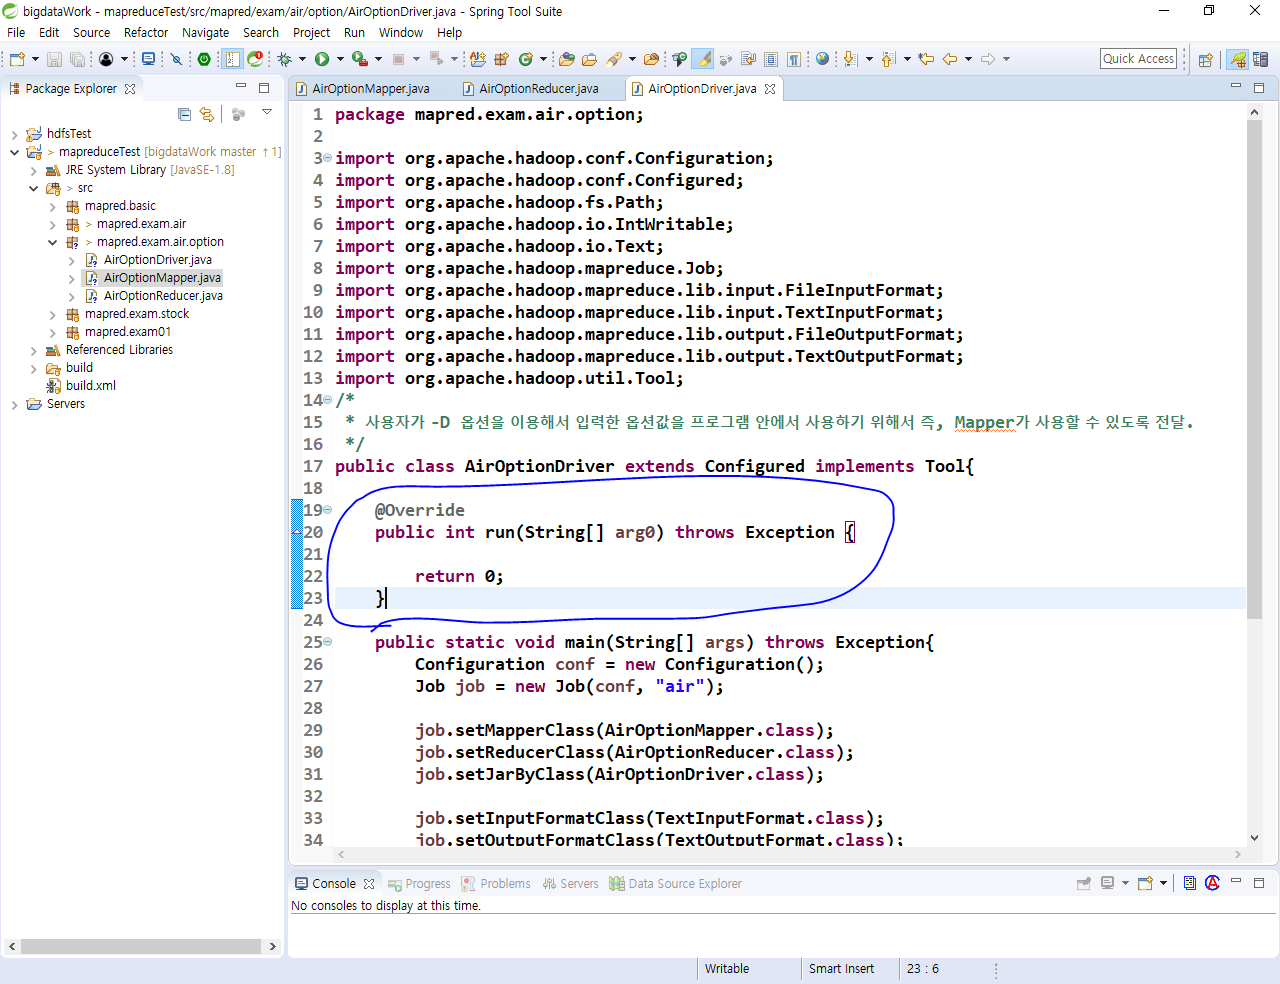 bigdataWork - mapreduceTest/src/mapred/exam/air/option/AirOptionDriver.java - Spring Tool Suite
File Edit Source Refactor Navigate Search Project Run Window Help
Quick Access
Package Explorer
hdfsTest
> mapreduceTest [bigdataWork master ↑1]
JRE System Library [JavaSE-1.8]
> src
mapred.basic
> mapred.exam.air
> mapred.exam.air.option
AirOptionDriver.java
AirOptionMapper.java
AirOptionReducer.java
mapred.exam.stock
mapred.exam01
Referenced Libraries
build
build.xml
Servers
AirOptionMapper.java AirOptionReducer.java AirOptionDriver.java
1 package mapred.exam.air.option;
2
3 import org.apache.hadoop.conf.Configuration;
4 import org.apache.hadoop.conf.Configured;
5 import org.apache.hadoop.fs.Path;
6 import org.apache.hadoop.io.IntWritable;
7 import org.apache.hadoop.io.Text;
8 import org.apache.hadoop.mapreduce.Job;
9 import org.apache.hadoop.mapreduce.lib.input.FileInputFormat;
10 import org.apache.hadoop.mapreduce.lib.input.TextInputFormat;
11 import org.apache.hadoop.mapreduce.lib.output.FileOutputFormat;
12 import org.apache.hadoop.mapreduce.lib.output.TextOutputFormat;
13 import org.apache.hadoop.util.Tool;
14 /*
15 * 사용자가 -D 옵션을 이용해서 입력한 옵션값을 프로그램 안에서 사용하기 위해서 즉, Mapper가 사용할 수 있도록 전달.
16 */
17 public class AirOptionDriver extends Configured implements Tool{
18
19 @Override
20 public int run(String[] arg0) throws Exception {
21
22 return 0;
23 }
24
25 public static void main(String[] args) throws Exception{
26 Configuration conf = new Configuration();
27 Job job = new Job(conf, "air");
28
29 job.setMapperClass(AirOptionMapper.class);
30 job.setReducerClass(AirOptionReducer.class);
31 job.setJarByClass(AirOptionDriver.class);
32
33 job.setInputFormatClass(TextInputFormat.class);
34 job.setOutputFormatClass(TextOutputFormat.class);
Console Progress Problems Servers Data Source Explorer
No consoles to display at this time.
Writable Smart Insert 23 : 6